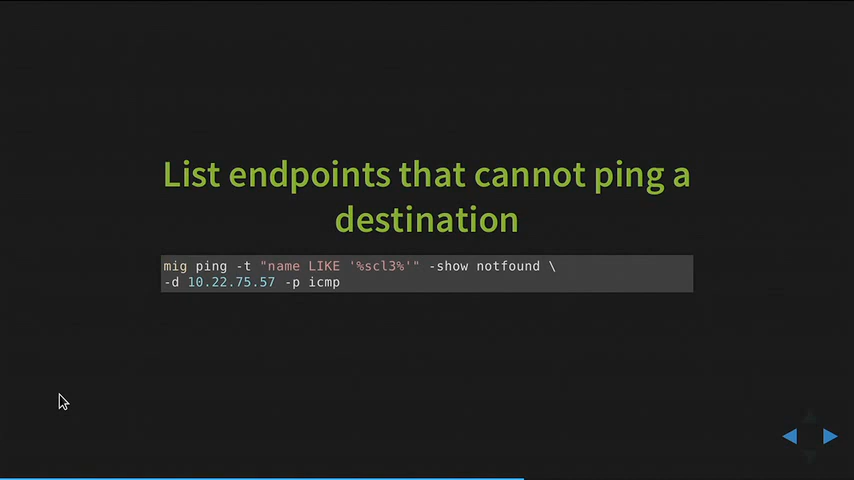 List endpoints that cannot ping a
destination
mig ping -t "name LIKE '%scl3%'" -show notfound \
-d 10.22.75.57 -p icmp